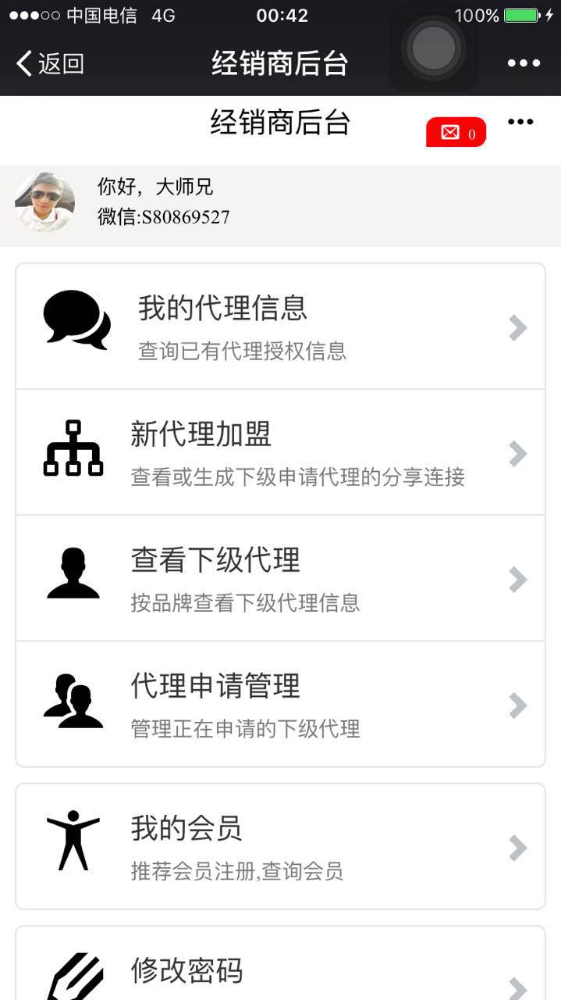 中国电信 4G 00:42 100%
返回 经销商后台
经销商后台
0
你好，大师兄
微信:S80869527
我的代理信息
查询已有代理授权信息
新代理加盟
查看或生成下级申请代理的分享连接
查看下级代理
按品牌查看下级代理信息
代理申请管理
管理正在申请的下级代理
我的会员
推荐会员注册,查询会员
修改密码